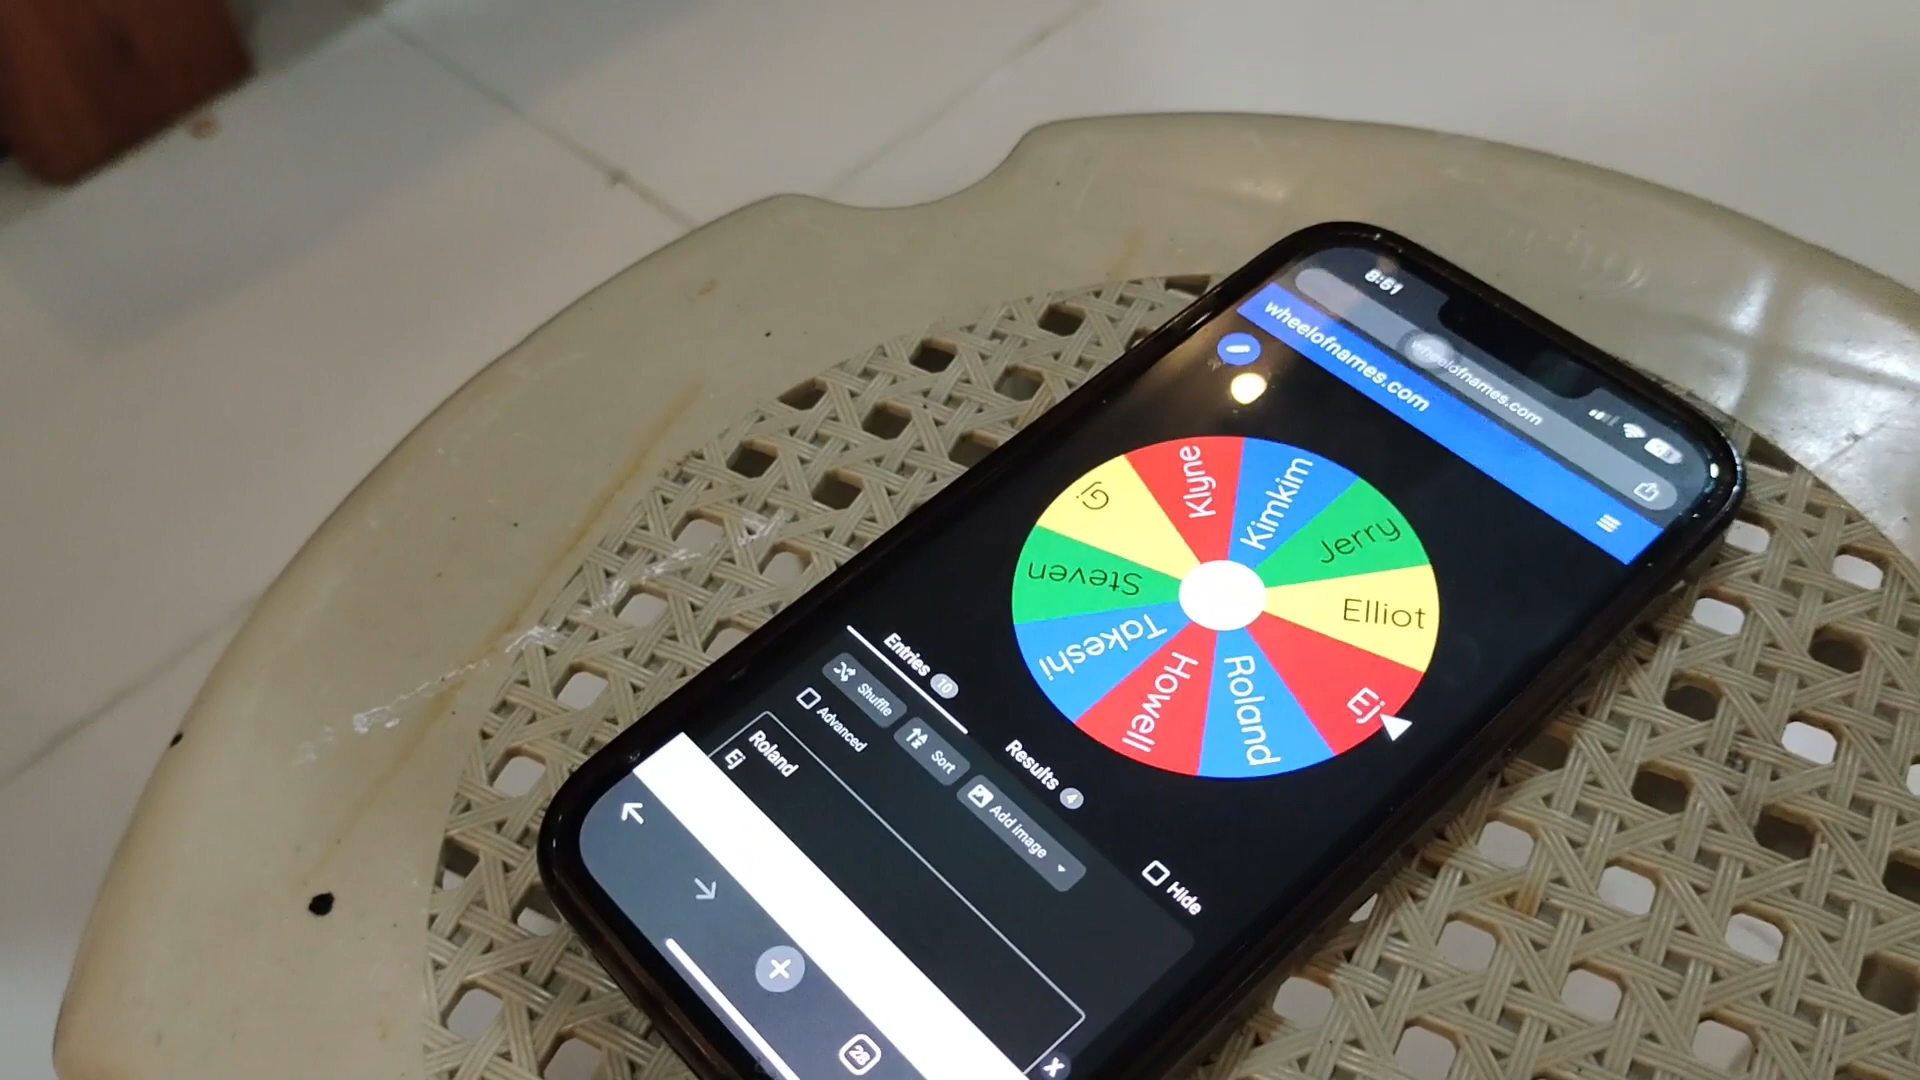 8:51
wheelofnames.com
wheelofnames.com
Klyne
Kimkim
Jerry
Elliot
Ej
Roland
Howell
Takeshi
Steven
Gj
Entries 10
Results 4
Hide
Shuffle
Sort
Add image
Advanced
Roland
Ej
28